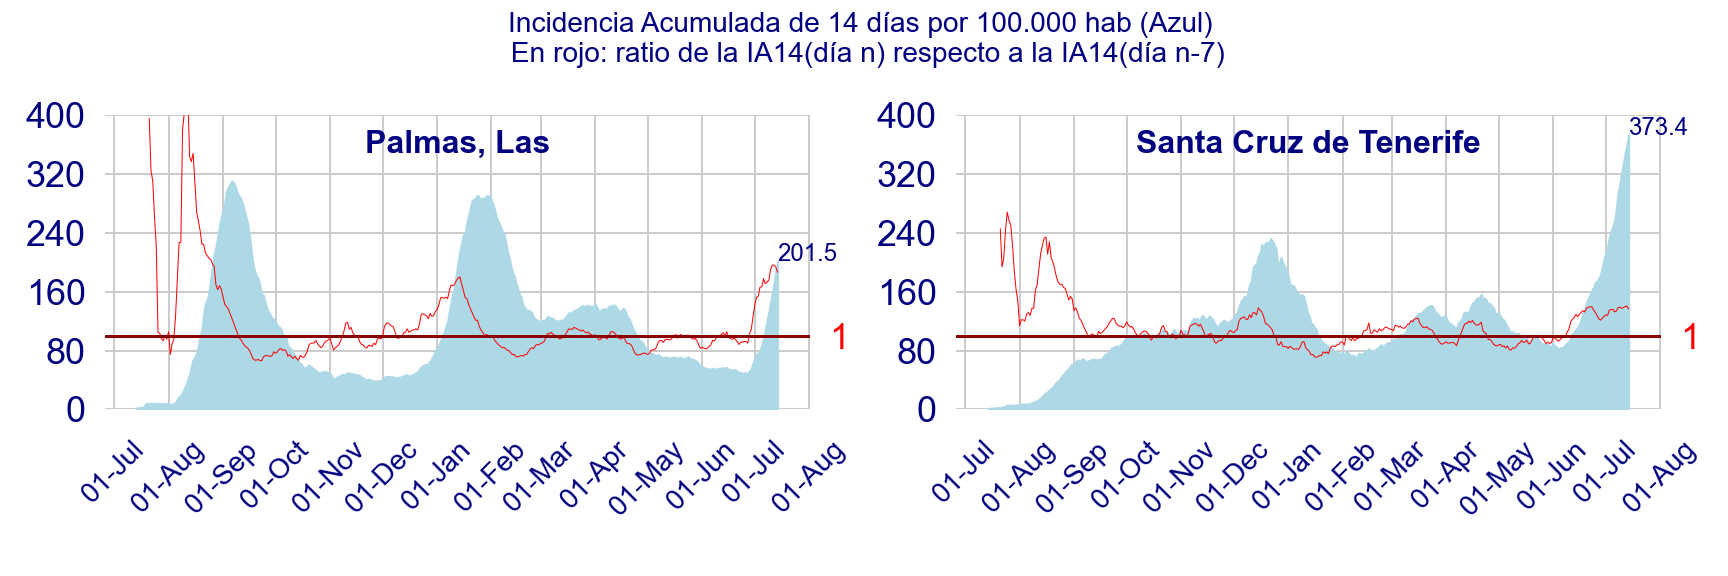 Incidencia Acumulada de 14 días por 100.000 hab (Azul)
En rojo: ratio de la IA14(día n) respecto a la IA14(día n-7)
Palmas, Las
400
320
240
160
80
0
201.5
1
01-Jul
01-Aug
01-Sep
01-Oct
01-Nov
01-Dec
01-Jan
01-Feb
01-Mar
01-Apr
01-May
01-Jun
01-Jul
01-Aug
Santa Cruz de Tenerife
400
320
240
160
80
0
373.4
1
01-Jul
01-Aug
01-Sep
01-Oct
01-Nov
01-Dec
01-Jan
01-Feb
01-Mar
01-Apr
01-May
01-Jun
01-Jul
01-Aug